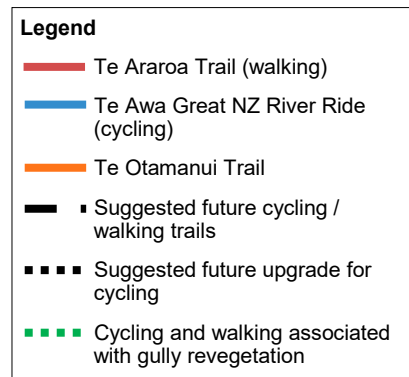 Legend
Te Araroa Trail (walking)
Te Awa Great NZ River Ride
(cycling)
Te Otamanui Trail
Suggested future cycling /
walking trails
Suggested future upgrade for
cycling
Cycling and walking associated
with gully revegetation